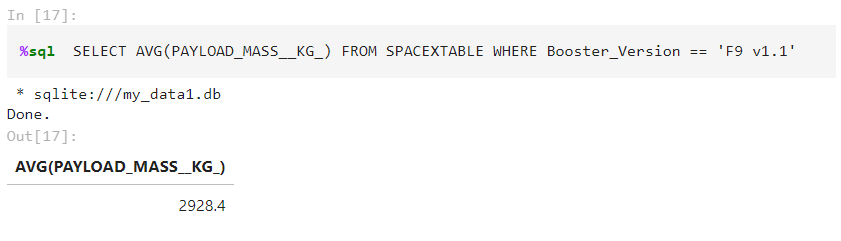 In [17]:
%sql  SELECT AVG(PAYLOAD_MASS__KG_) FROM SPACEXTABLE WHERE Booster_Version == 'F9 v1.1'
* sqlite:///my_data1.db
Done.
Out[17]:
AVG(PAYLOAD_MASS__KG_)
2928.4